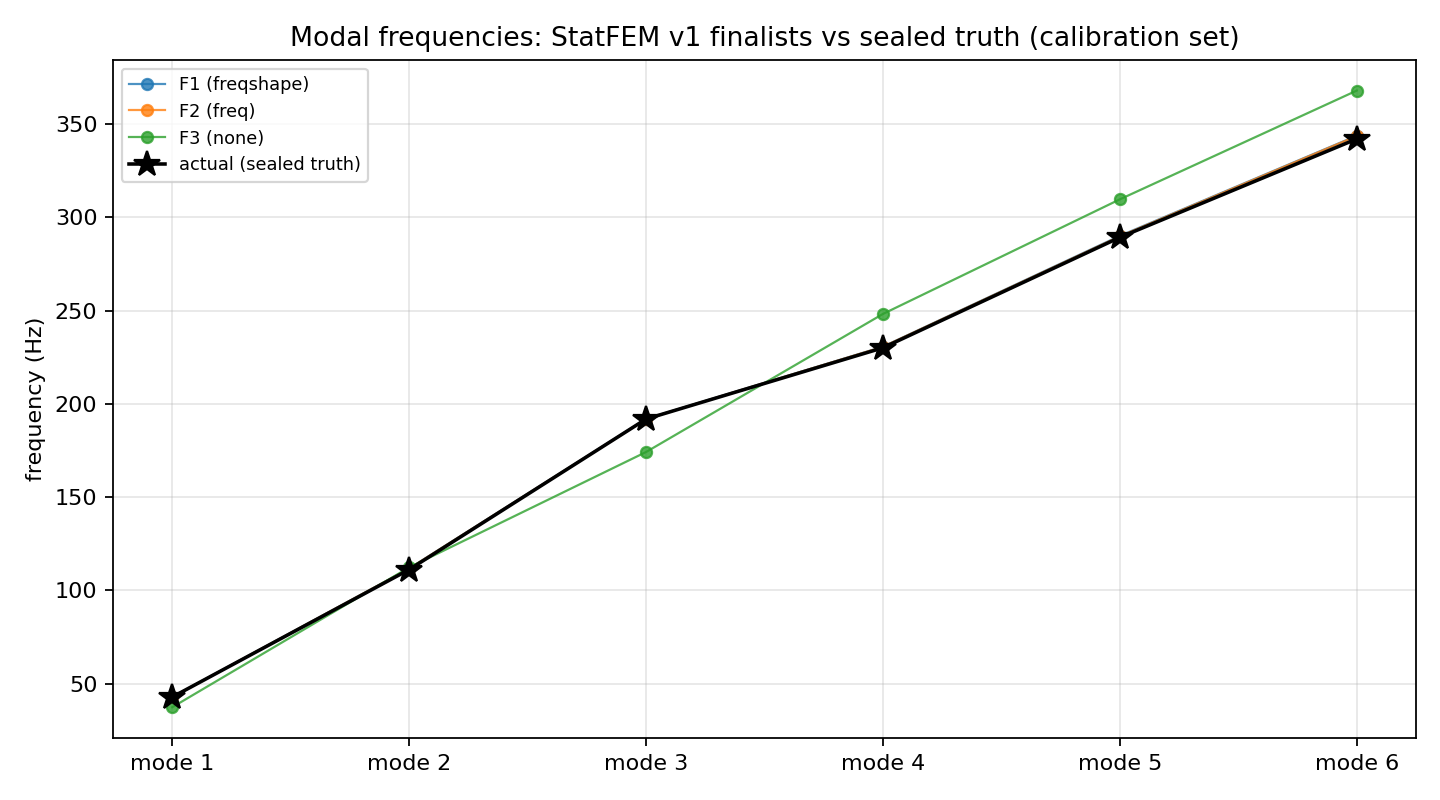 Modal frequencies: StatFEM v1 finalists vs sealed truth (calibration set)
F1 (freqshape)
F2 (freq)
F3 (none)
actual (sealed truth)
frequency (Hz)
350
300
250
200
150
100
50
mode 1 mode 2 mode 3 mode 4 mode 5 mode 6